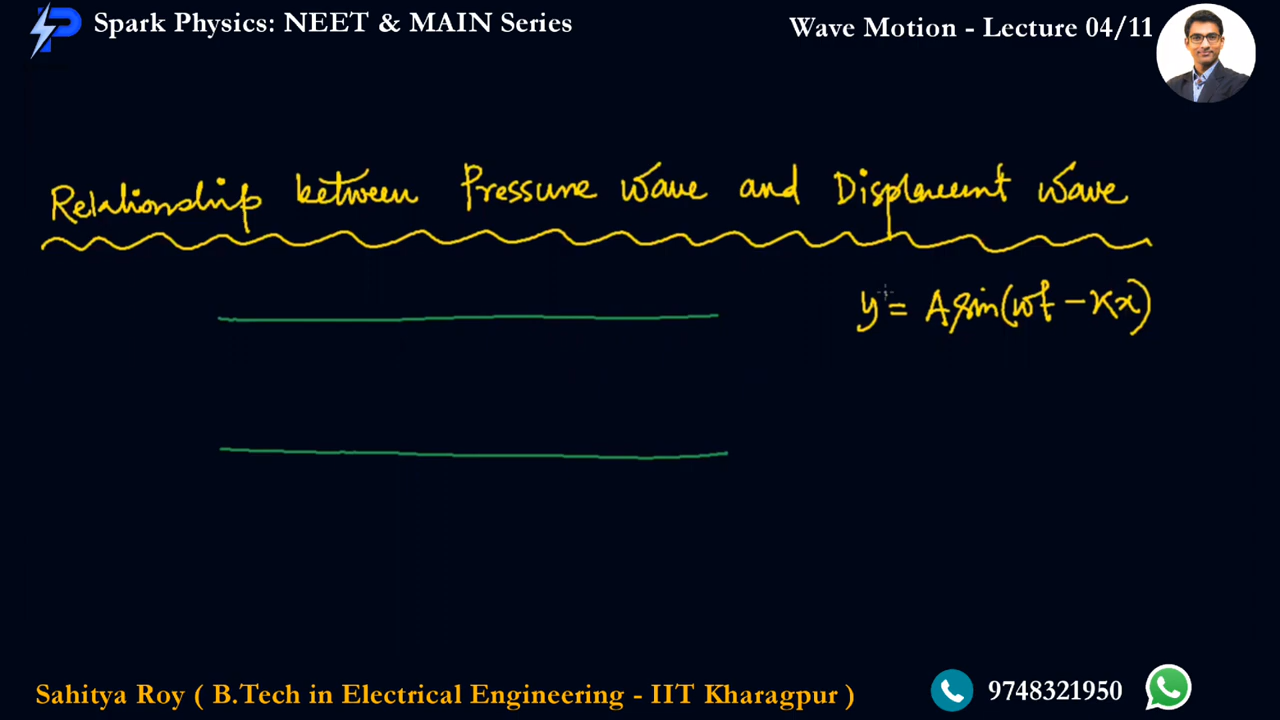 Spark Physics: NEET & MAIN Series
Wave Motion - Lecture 04/11
Relationship between Pressure wave and Displacement wave
y = A sin(ωt - Kx)
Sahitya Roy ( B.Tech in Electrical Engineering - IIT Kharagpur )
9748321950